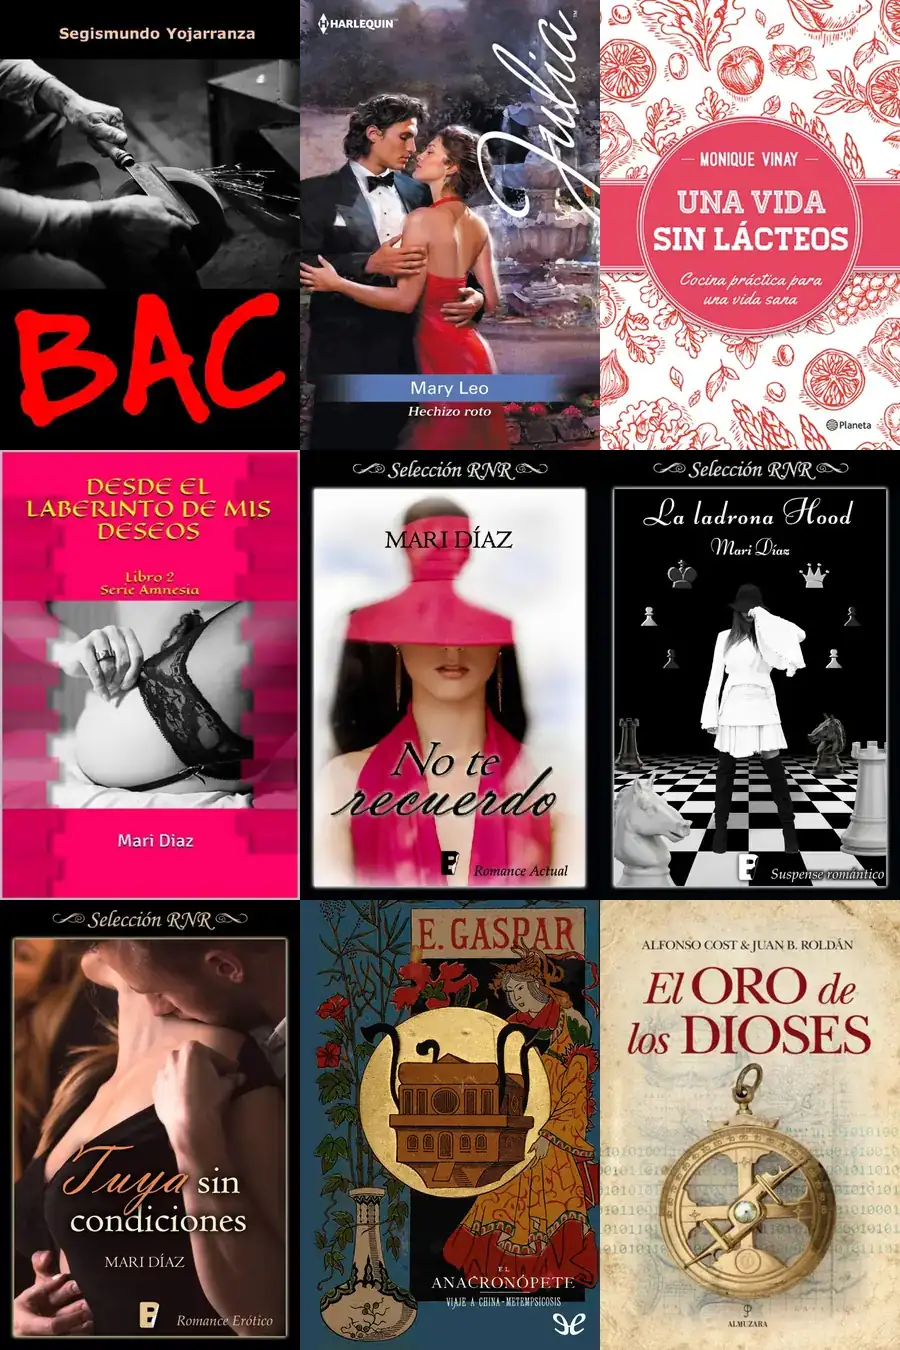 Segismundo Yojarranza
BAC
HARLEQUIN™
Julia™
Mary Leo
Hechizo roto
MONIQUE VINAY
UNA VIDA
SIN LÁCTEOS
Cocina práctica para
una vida sana
Planeta
DESDE EL
LABERINTO DE MIS
DESEOS
Libro 2
Serie Amnesia
Mari Diaz
Selección RNR
MARI DÍAZ
No te
recuerdo
B
Romance Actual
Selección RNR
La ladrona Hood
Mari Díaz
B
Suspense romántico
Selección RNR
Tuya sin
condiciones
MARI DÍAZ
B
Romance Erótico
E. GASPAR
EL
ANACRONÓPETE
VIAJE A CHINA-METEMPSICOSIS
ALFONSO COST & JUAN B. ROLDÁN
El ORO de
los DIOSES
ALMUZARA